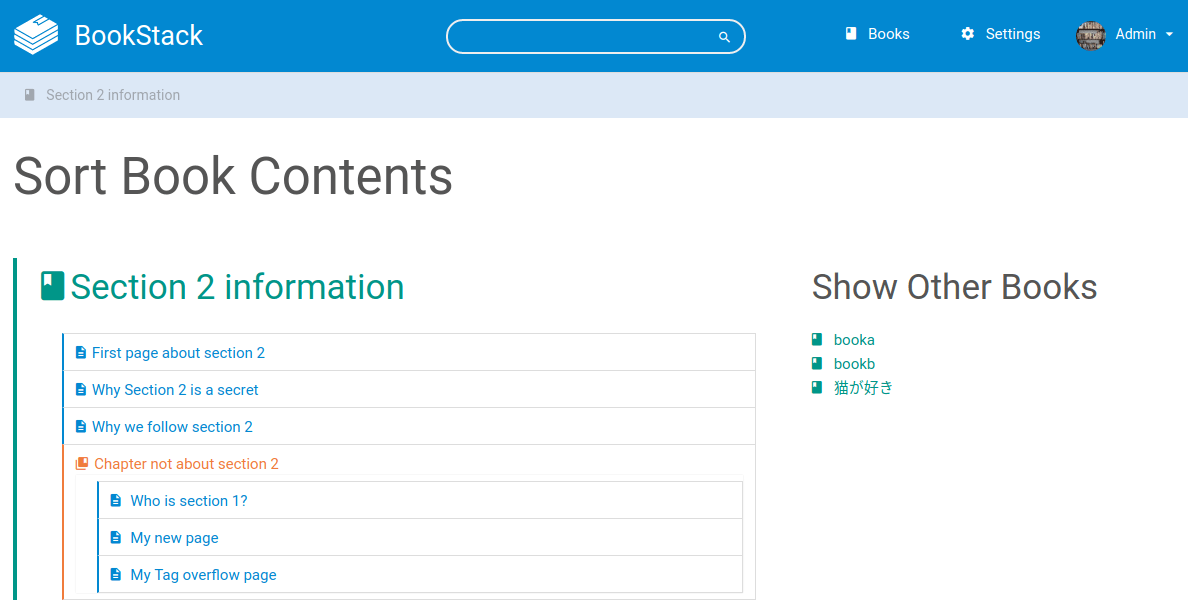 BookStack
Books
Settings
Admin
Section 2 information
Sort Book Contents
Section 2 information
First page about section 2
Why Section 2 is a secret
Why we follow section 2
Chapter not about section 2
Who is section 1?
My new page
My Tag overflow page
Show Other Books
booka
bookb
猫が好き